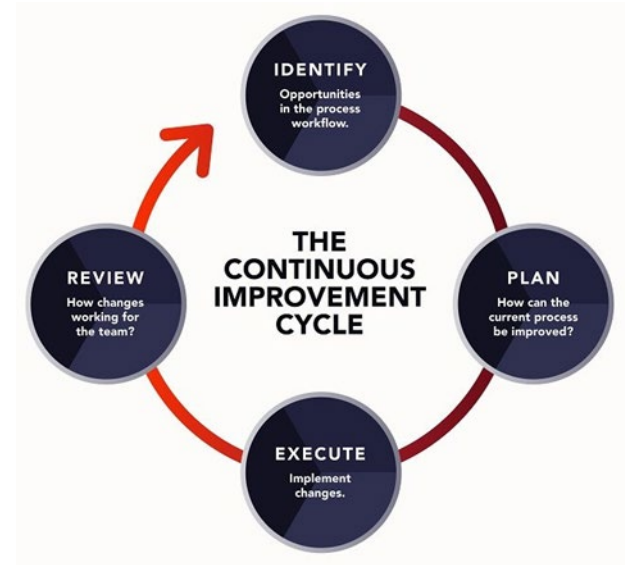 IDENTIFY
Opportunities
in the process
workflow.
THE
CONTINUOUS
IMPROVEMENT
CYCLE
PLAN
How can the
current process
be improved?
EXECUTE
Implement
changes.
REVIEW
How changes
working for
the team?